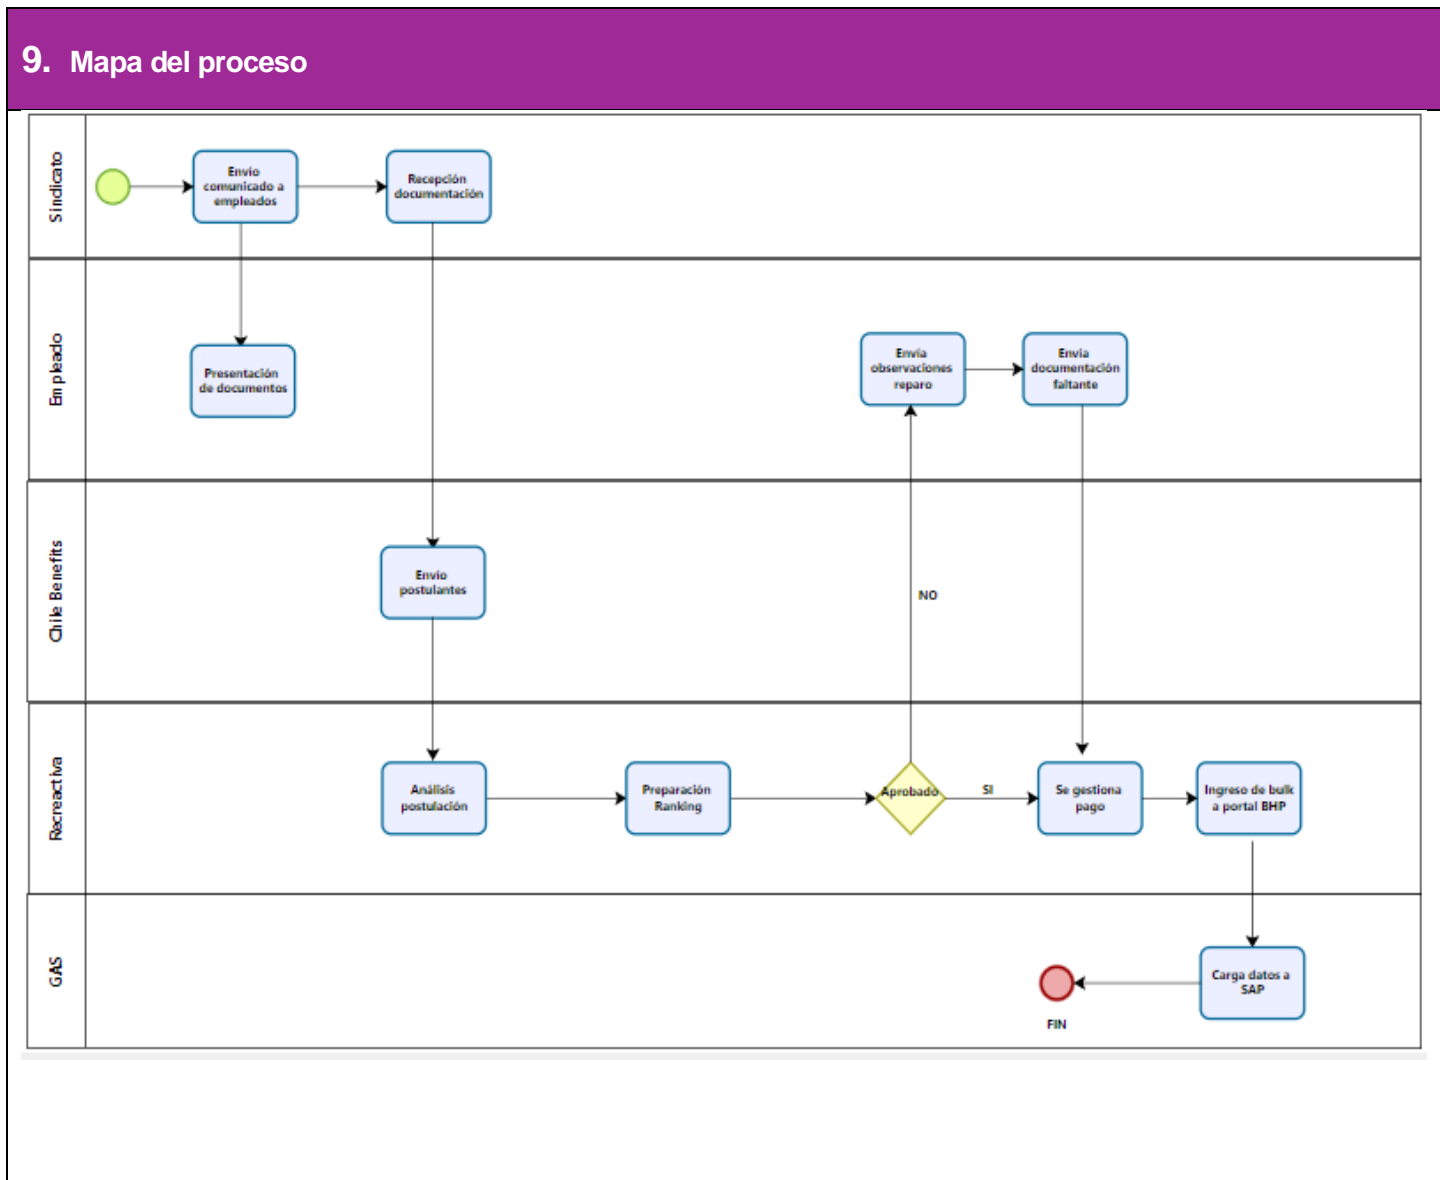 9. Mapa del proceso
Sindicato
Envío
comunicado a
empleados
Recepción
documentación
Empleado
Presentación
de documentos
Envía
observaciones
reparo
Envía
documentación
faltante
Chile Benefits
Envío
postulantes
NO
Recreactiva
Análisis
postulación
Preparación
Ranking
Aprobado
SI
Se gestiona
pago
Ingreso de bulk
a portal BHP
GAS
Carga datos a
SAP
FIN